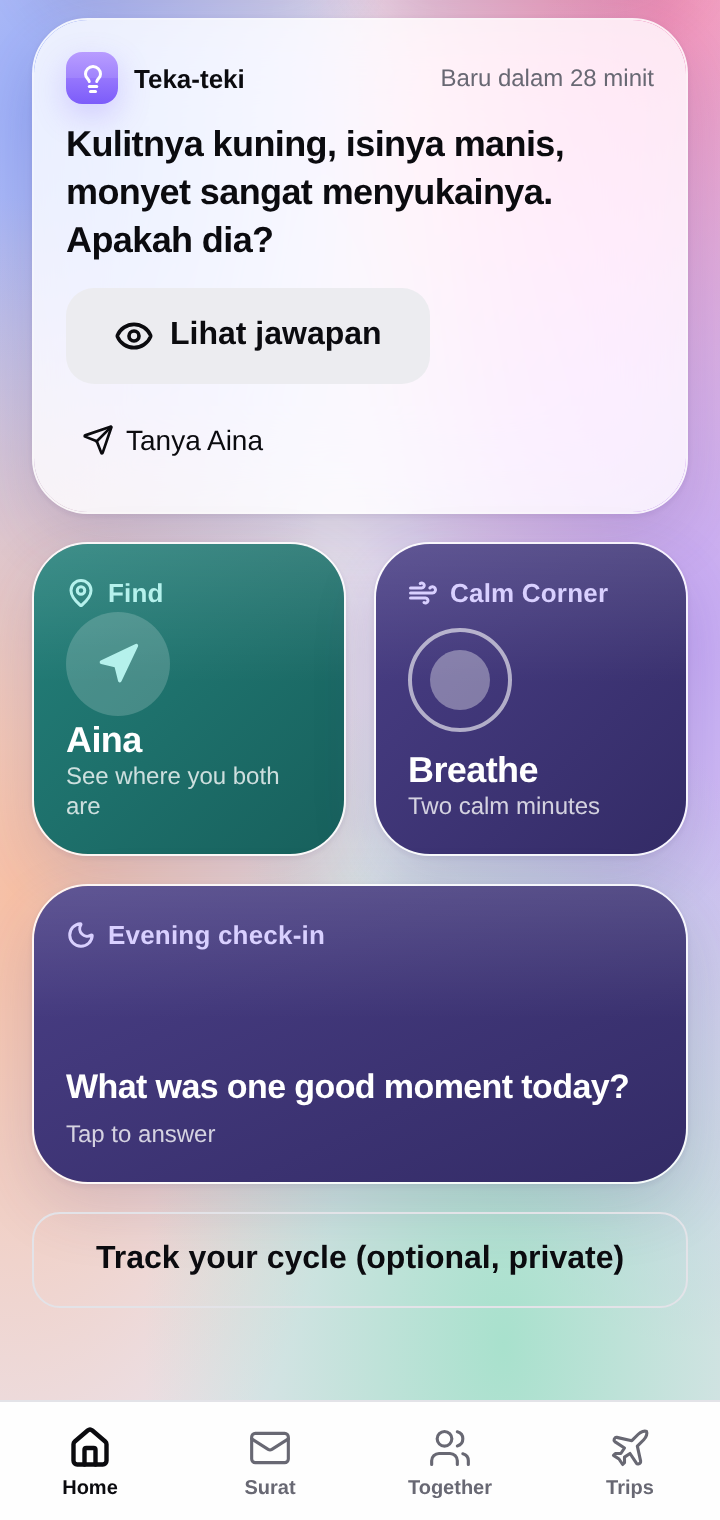 Teka-teki
Baru dalam 28 minit
Kulitnya kuning, isinya manis,
monyet sangat menyukainya.
Apakah dia?
Lihat jawapan
Tanya Aina
Find
Aina
See where you both
are
Calm Corner
Breathe
Two calm minutes
Evening check-in
What was one good moment today?
Tap to answer
Track your cycle (optional, private)
Home
Surat
Together
Trips